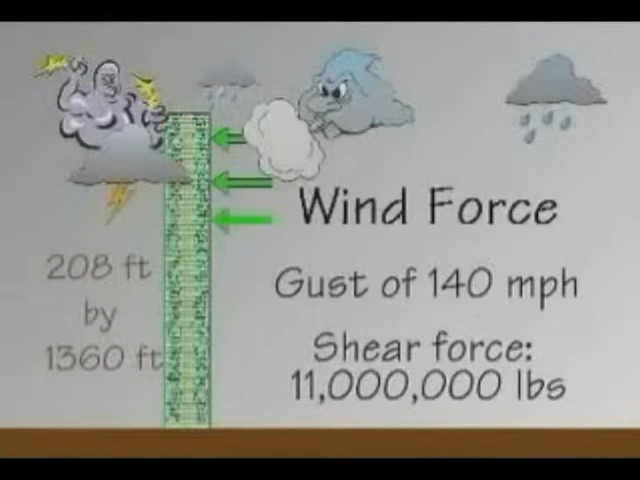 Wind Force
208 ft
by
1360 ft
Gust of 140 mph
Shear force:
11,000,000 lbs